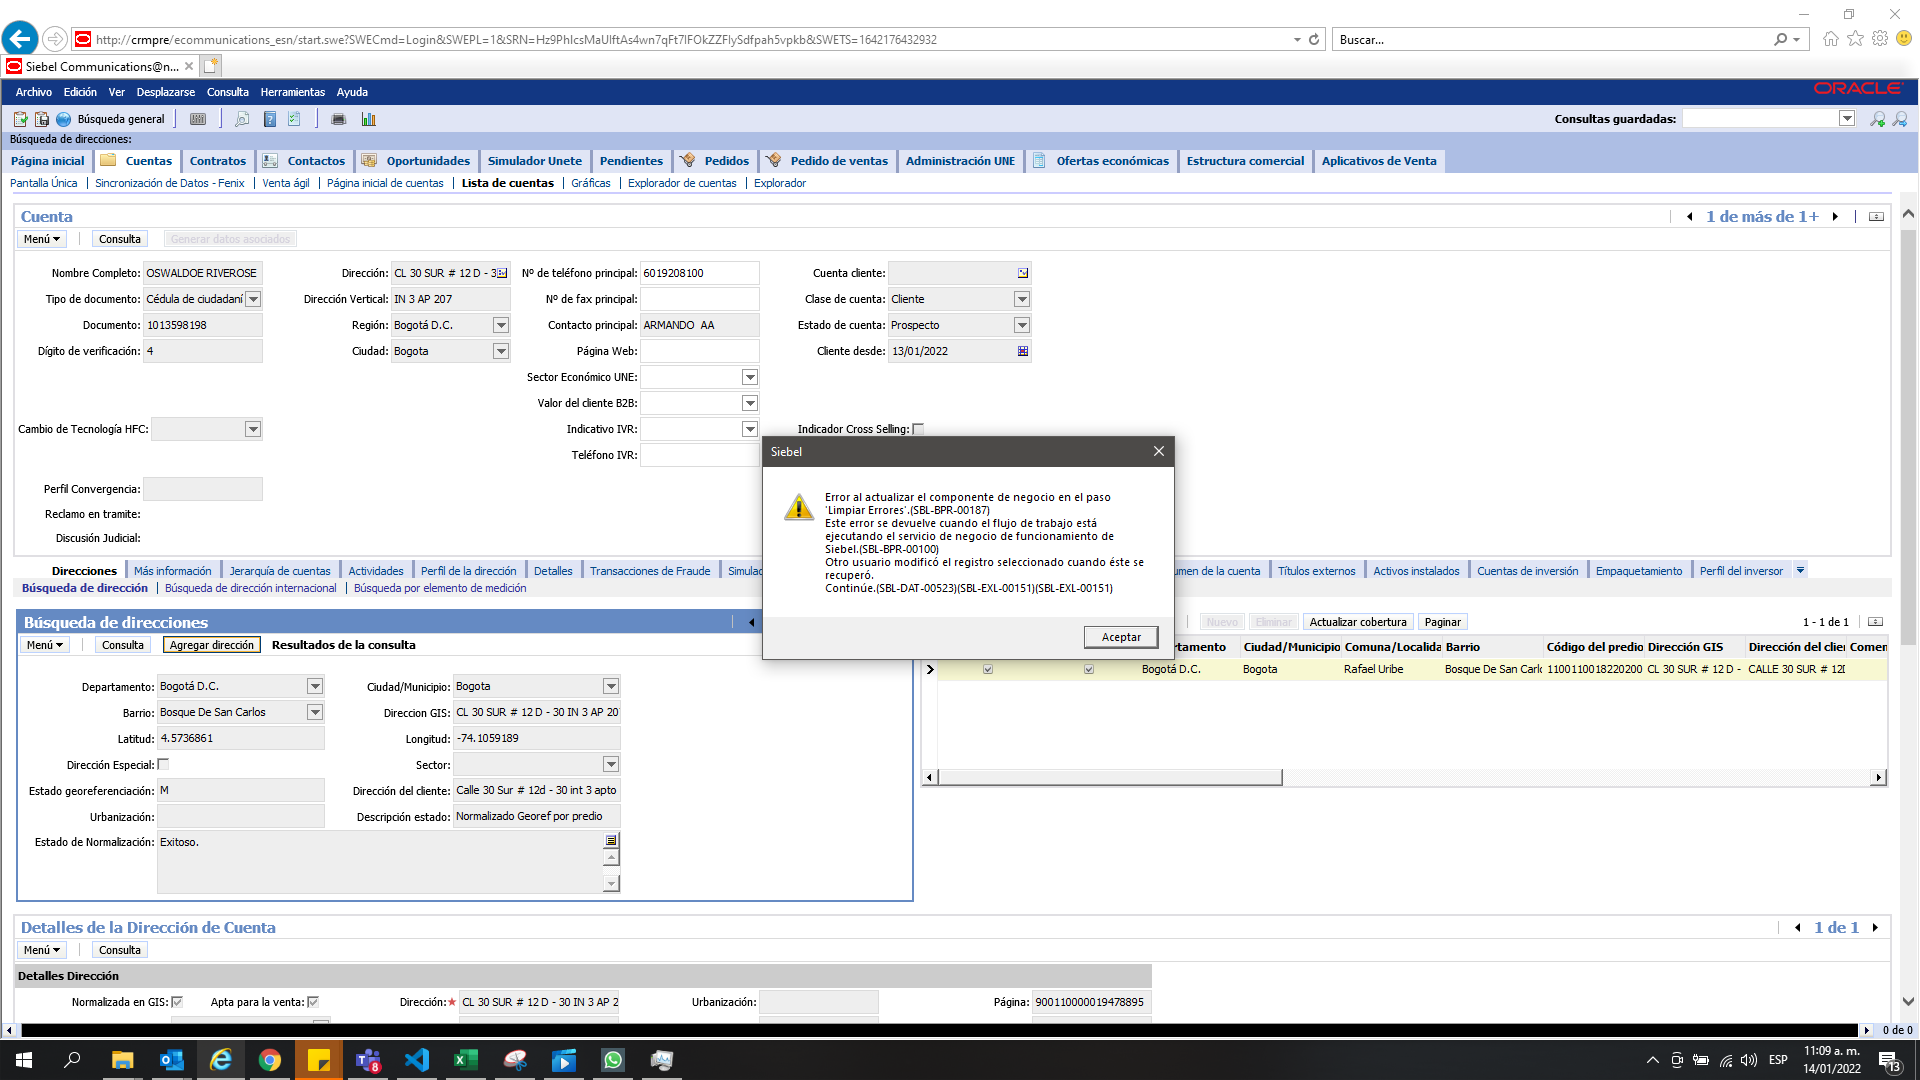 http://crmpre/ecommunications_esn/start.swe?SWECmd=Login&SWEPL=1&SRN=Hz9PhIcsMaUlftAs4wn7qFt7lFOkZZFlySdfpah5vpkb&SWETS=1642176432932
Buscar...
Siebel Communications@n...
Archivo Edición Ver Desplazarse Consulta Herramientas Ayuda
ORACLE
Búsqueda general
Consultas guardadas:
Búsqueda de direcciones:
Página inicial Cuentas Contratos Contactos Oportunidades Simulador Unete Pendientes Pedidos Pedido de ventas Administración UNE Ofertas económicas Estructura comercial Aplicativos de Venta
Pantalla Única Sincronización de Datos - Fenix Venta ágil Página inicial de cuentas Lista de cuentas Gráficas Explorador de cuentas Explorador
Cuenta
1 de más de 1+
Menú Consulta Generar datos asociados
Nombre Completo: OSWALDOE RIVEROSE Dirección: CL 30 SUR # 12 D - 3 Nº de teléfono principal: 6019208100 Cuenta cliente:
Tipo de documento: Cédula de ciudadaní Dirección Vertical: IN 3 AP 207 Nº de fax principal: Clase de cuenta: Cliente
Documento: 1013598198 Región: Bogotá D.C. Contacto principal: ARMANDO AA Estado de cuenta: Prospecto
Dígito de verificación: 4 Ciudad: Bogota Página Web: Cliente desde: 13/01/2022
Sector Económico UNE:
Valor del cliente B2B:
Cambio de Tecnología HFC: Indicativo IVR: Indicador Cross Selling:
Teléfono IVR:
Perfil Convergencia:
Reclamo en tramite:
Discusión Judicial:
Siebel
Error al actualizar el componente de negocio en el paso
'Limpiar Errores'.(SBL-BPR-00187)
Este error se devuelve cuando el flujo de trabajo está
ejecutando el servicio de negocio de funcionamiento de
Siebel.(SBL-BPR-00100)
Otro usuario modificó el registro seleccionado cuando éste se
recuperó.
Continúe.(SBL-DAT-00523)(SBL-EXL-00151)(SBL-EXL-00151)
Aceptar
Direcciones Más información Jerarquía de cuentas Actividades Perfil de la dirección Detalles Transacciones de Fraude Simulac umen de la cuenta Títulos externos Activos instalados Cuentas de inversión Empaquetamiento Perfil del inversor
Búsqueda de dirección Búsqueda de dirección internacional Búsqueda por elemento de medición
Búsqueda de direcciones
Nuevo Eliminar Actualizar cobertura Paginar 1 - 1 de 1
Menú Consulta Agregar dirección Resultados de la consulta
tamento Ciudad/Municipio Comuna/Localida Barrio Código del predio Dirección GIS Dirección del clier Comen
Bogotá D.C. Bogota Rafael Uribe Bosque De San Carlo 1100110018220200 CL 30 SUR # 12 D - CALLE 30 SUR # 12D
Departamento: Bogotá D.C. Ciudad/Municipio: Bogota
Barrio: Bosque De San Carlos Direccion GIS: CL 30 SUR # 12 D - 30 IN 3 AP 20
Latitud: 4.5736861 Longitud: -74.1059189
Dirección Especial: Sector:
Estado georeferenciación: M Dirección del cliente: Calle 30 Sur # 12d - 30 int 3 apto
Urbanización: Descripción estado: Normalizado Georef por predio
Estado de Normalización: Exitoso.
Detalles de la Dirección de Cuenta
1 de 1
Menú Consulta
Detalles Dirección
Normalizada en GIS: Apta para la venta: Dirección:* CL 30 SUR # 12 D - 30 IN 3 AP 2 Urbanización: Página: 900110000019478895
0 de 0
8
ESP
11:09 a. m.
14/01/2022
13